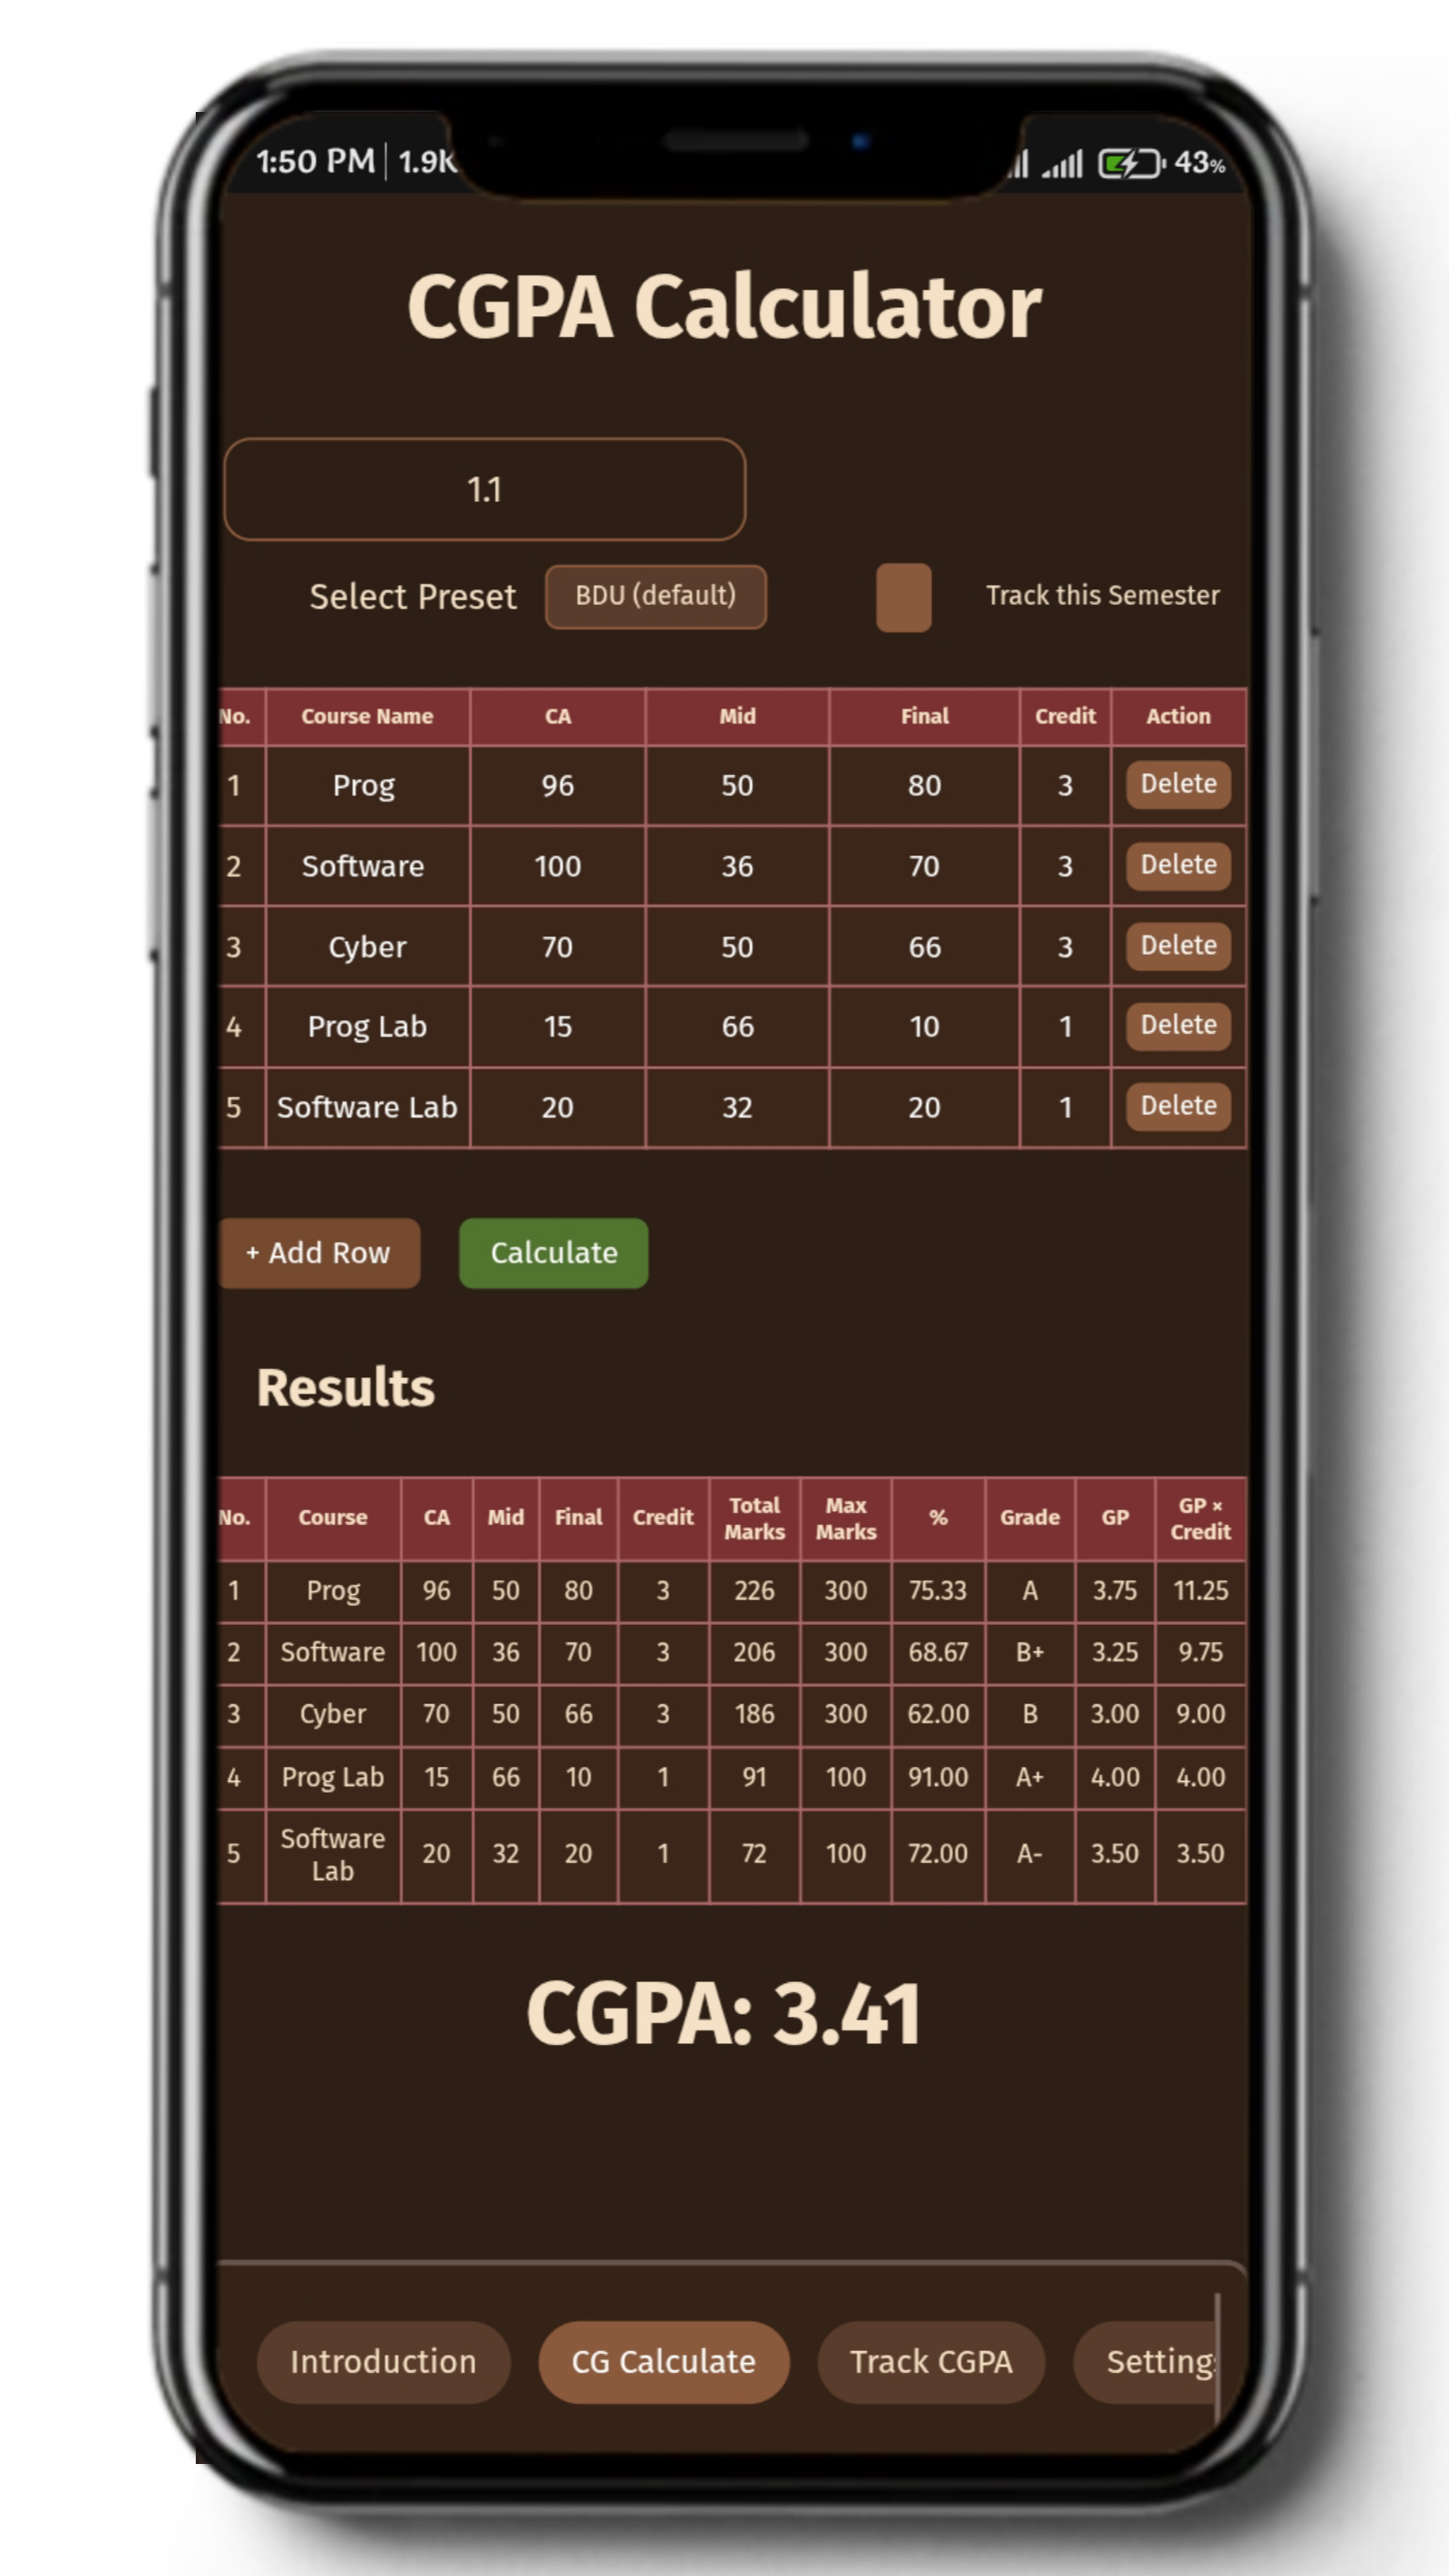 1:50 PM 1.9K 43%
CGPA Calculator
1.1
Select Preset BDU (default) Track this Semester
No. Course Name CA Mid Final Credit Action
1 Prog 96 50 80 3 Delete
2 Software 100 36 70 3 Delete
3 Cyber 70 50 66 3 Delete
4 Prog Lab 15 66 10 1 Delete
5 Software Lab 20 32 20 1 Delete
+ Add Row Calculate
Results
No. Course CA Mid Final Credit Total Marks Max Marks % Grade GP GP × Credit
1 Prog 96 50 80 3 226 300 75.33 A 3.75 11.25
2 Software 100 36 70 3 206 300 68.67 B+ 3.25 9.75
3 Cyber 70 50 66 3 186 300 62.00 B 3.00 9.00
4 Prog Lab 15 66 10 1 91 100 91.00 A+ 4.00 4.00
5 Software Lab 20 32 20 1 72 100 72.00 A- 3.50 3.50
CGPA: 3.41
Introduction CG Calculate Track CGPA Settings